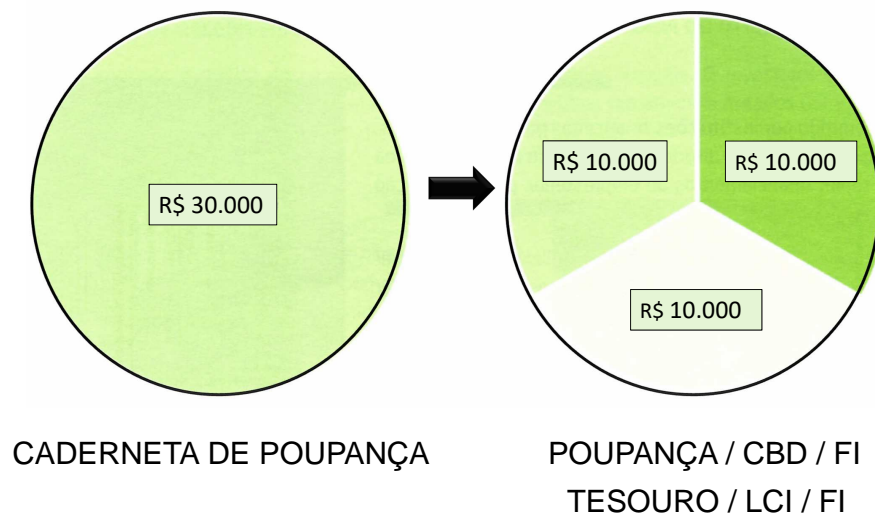 R$ 30.000
R$ 10.000
R$ 10.000
R$ 10.000
CADERNETA DE POUPANÇA
POUPANÇA / CBD / FI
TESOURO / LCI / FI